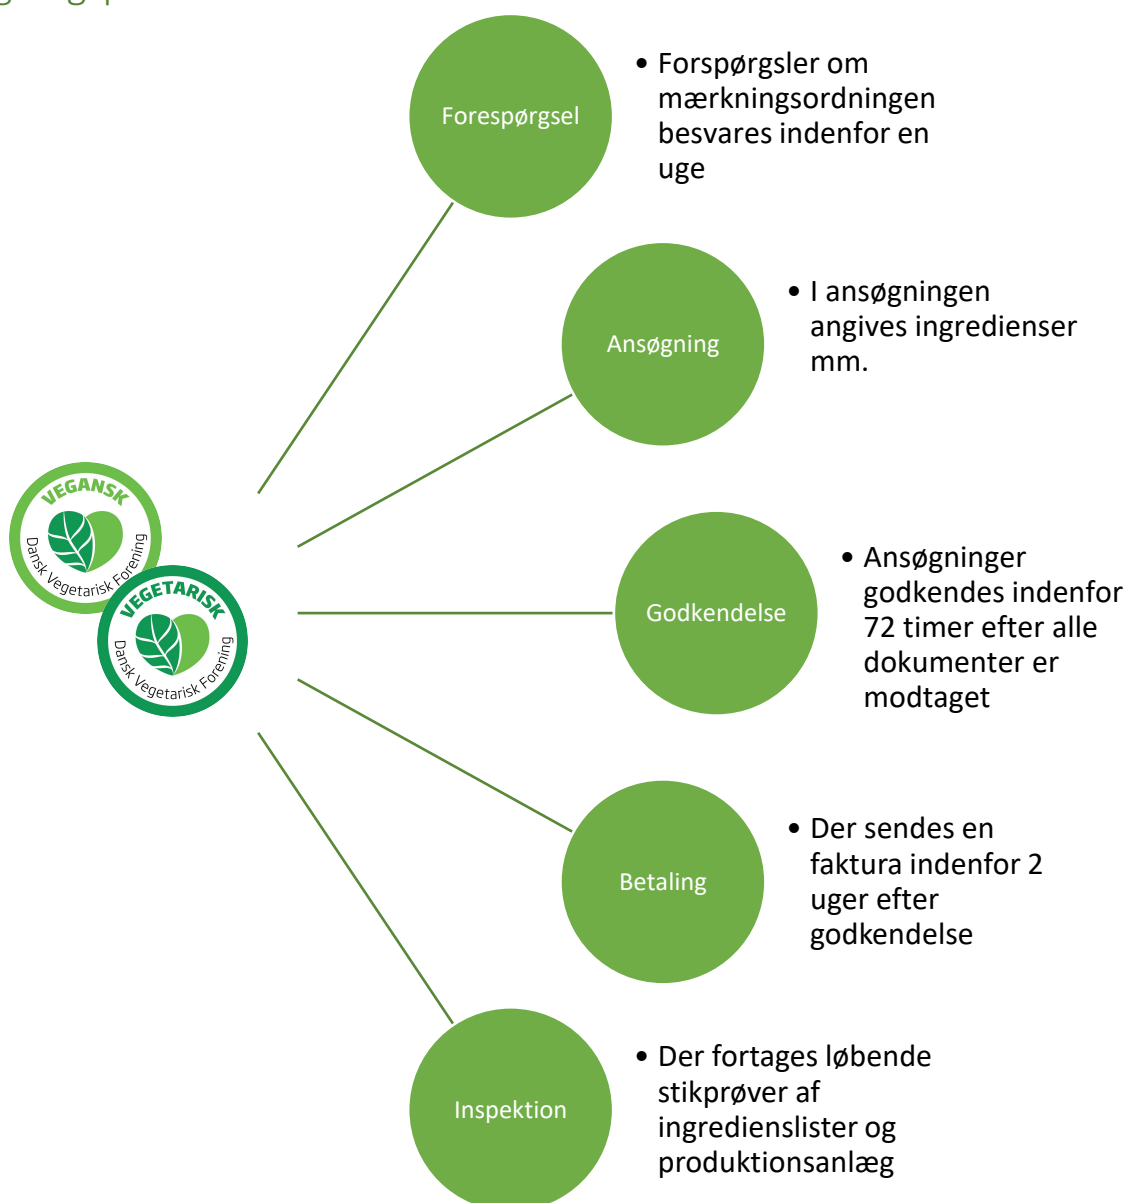 Forespørgsel
• Forspørgsler om
mærkningsordningen
besvares indenfor en
uge
Ansøgning
• I ansøgningen
angives ingredienser
mm.
VEGANSK
Dansk Vegetarisk Forening
VEGETARISK
Dansk Vegetarisk Forening
Godkendelse
• Ansøgninger
godkendes indenfor
72 timer efter alle
dokumenter er
modtaget
Betaling
• Der sendes en
faktura indenfor 2
uger efter
godkendelse
Inspektion
• Der fortages løbende
stikprøver af
ingredienslister og
produktionsanlæg